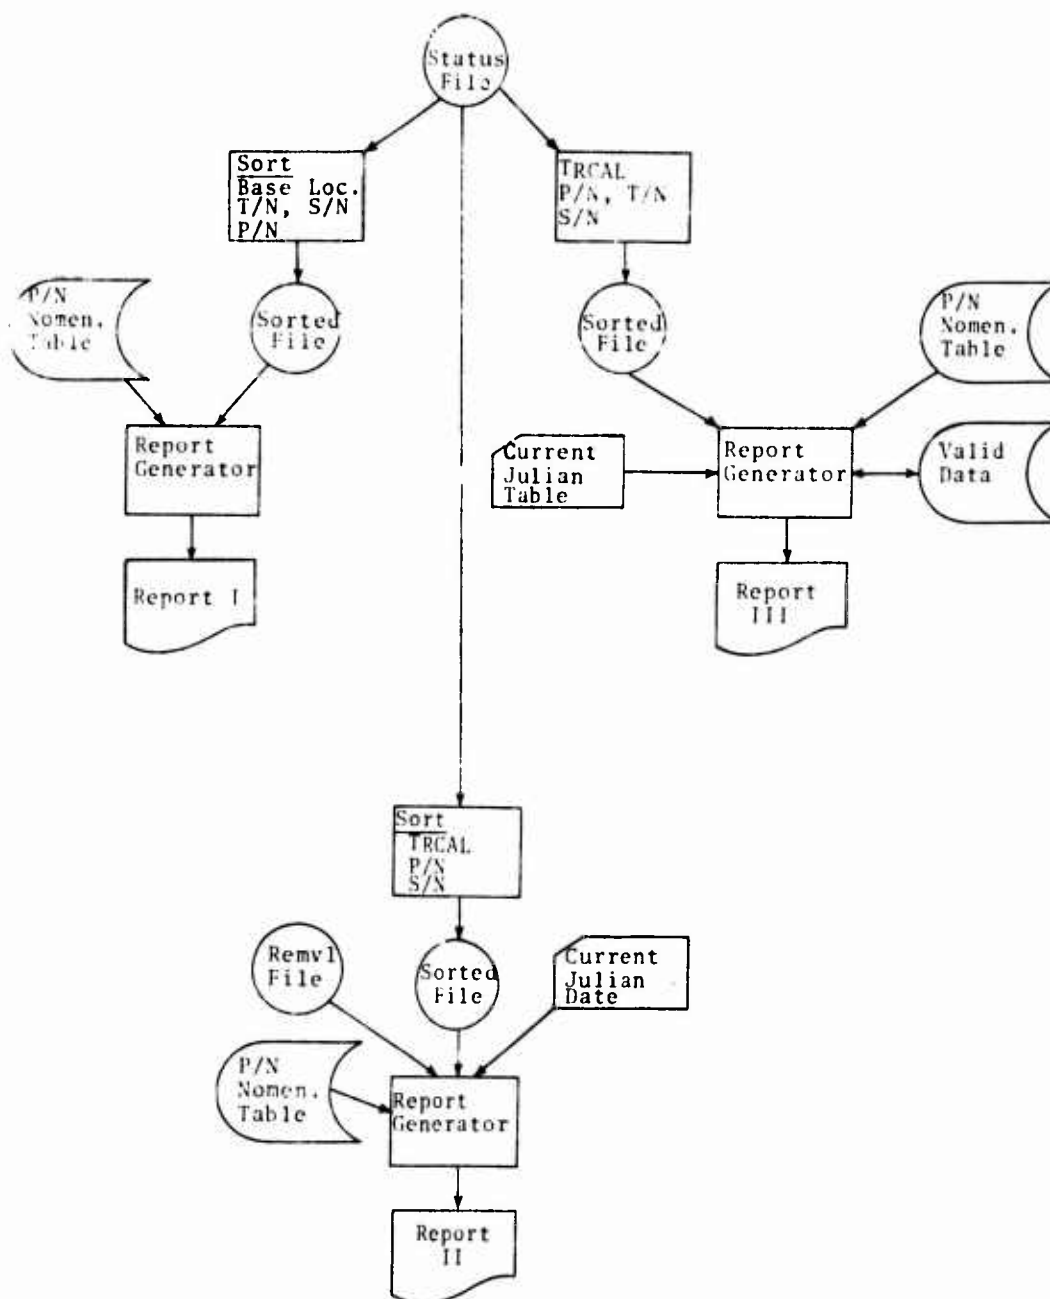 Status
File
Sort
Base Loc.
T/N, S/N
P/N
TRCAL
P/N, T/N
S/N
P/N
Nomen.
Table
Sorted
File
Sorted
File
P/N
Nomen.
Table
Report
Generator
Current
Julian
Table
Report
Generator
Valid
Data
Report I
Report
III
Sort
TRCAL
P/N
S/N
Remvl
File
Sorted
File
Current
Julian
Date
P/N
Nomen.
Table
Report
Generator
Report
II